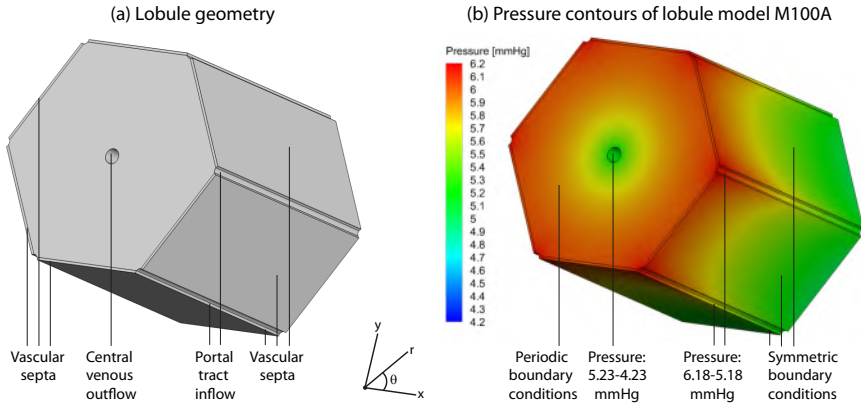 (a) Lobule geometry
Vascular
septa
Central
venous
outflow
Portal
tract
inflow
Vascular
septa
y
r
θ
x
(b) Pressure contours of lobule model M100A
Pressure [mmHg]
6.2
6.1
6
5.9
5.8
5.7
5.6
5.5
5.4
5.3
5.2
5.1
5
4.9
4.8
4.7
4.6
4.5
4.4
4.3
4.2
Periodic
boundary
conditions
Pressure:
5.23-4.23
mmHg
Pressure:
6.18-5.18
mmHg
Symmetric
boundary
conditions